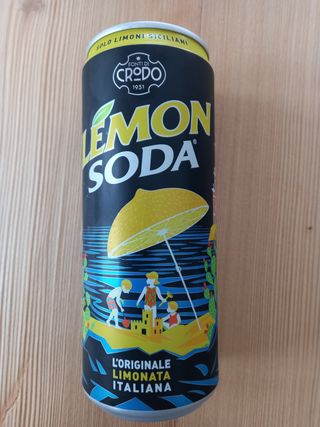 SOLO LIMONI SICILIANI
FONTI DI
CRODO
1931
LEMON
SODA®
L'ORIGINALE
LIMONATA
ITALIANA